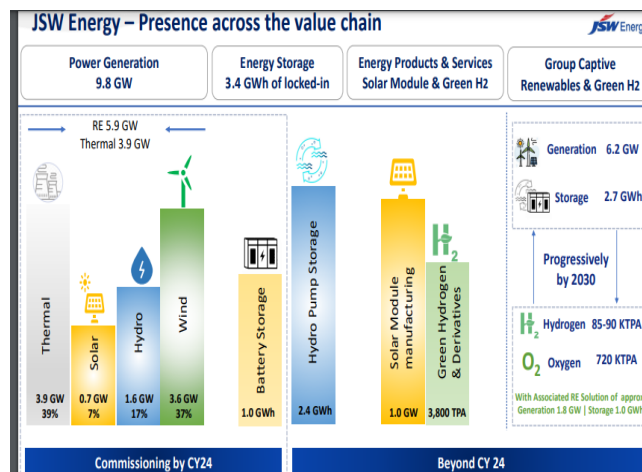 JSW Energy – Presence across the value chain
JSW Energ
Power Generation
9.8 GW
Energy Storage
3.4 GWh of locked-in
Energy Products & Services
Solar Module & Green H2
Group Captive
Renewables & Green H2
RE 5.9 GW
Thermal 3.9 GW
Thermal
3.9 GW
39%
Solar
0.7 GW
7%
Hydro
1.6 GW
17%
Wind
3.6 GW
37%
Battery Storage
1.0 GWh
Hydro Pump Storage
2.4 GWh
Solar Module
manufacturing
1.0 GW
H2
Green Hydrogen
& Derivatives
3,800 TPA
Generation 6.2 GW
Storage 2.7 GWh
Progressively
by 2030
H2 Hydrogen 85-90 KTPA
O2 Oxygen 720 KTPA
With Associated RE Solution of approx
Generation 1.8 GW | Storage 1.0 GWh
Commissioning by CY24
Beyond CY 24